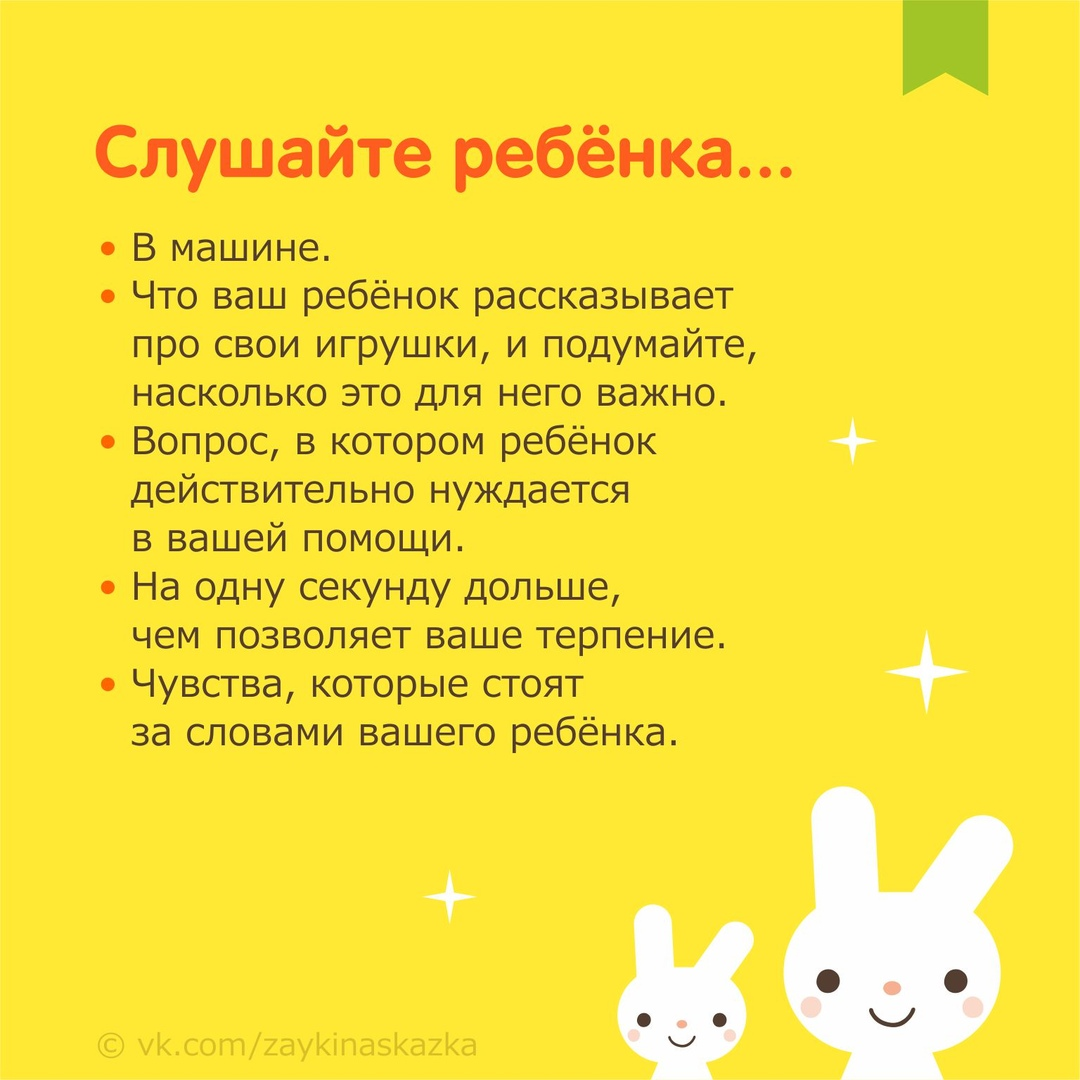 Слушайте ребёнка...
• В машине.
• Что ваш ребёнок рассказывает
про свои игрушки, и подумайте,
насколько это для него важно.
• Вопрос, в котором ребёнок
действительно нуждается
в вашей помощи.
• На одну секунду дольше,
чем позволяет ваше терпение.
• Чувства, которые стоят
за словами вашего ребёнка.
© vk.com/zaykinaskazka